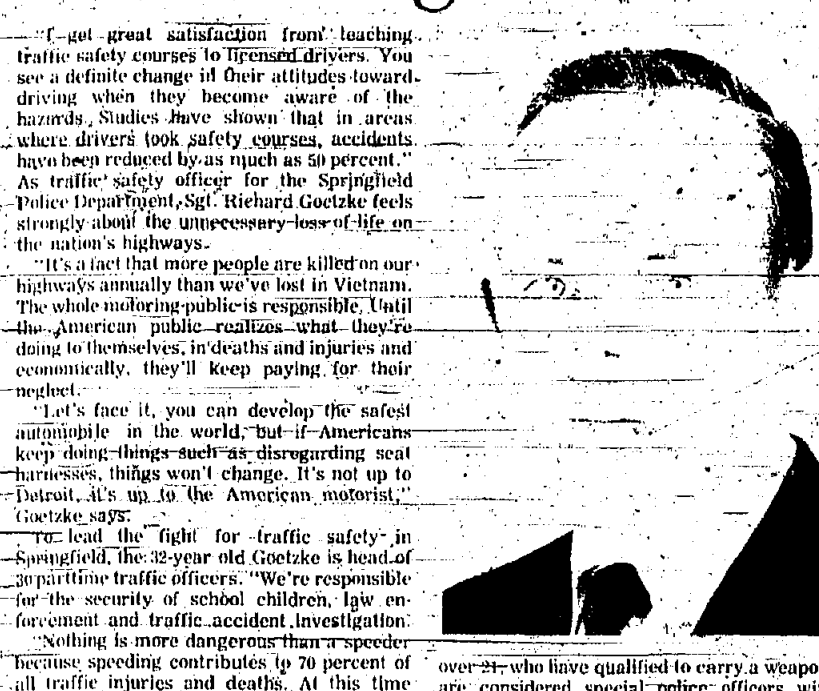 "I get great satisfaction from teaching
traffic safety courses to licensed drivers. You
see a definite change in their attitudes toward
driving when they become aware of the
hazards. Studies have shown that in areas
where drivers took safety courses, accidents
have been reduced by as much as 50 percent."
As traffic safety officer for the Springfield
Police Department, Sgt. Richard Goetzke feels
strongly about the unnecessary loss of life on
the nation's highways.
"It's a fact that more people are killed on our
highways annually than we've lost in Vietnam.
The whole motoring public is responsible. Until
the American public realizes what they're
doing to themselves, in deaths and injuries and
economically, they'll keep paying for their
neglect.
"Let's face it, you can develop the safest
automobile in the world, but if Americans
keep doing things such as disregarding seat
harnesses, things won't change. It's not up to
Detroit, it's up to the American motorist,"
Goetzke says.
To lead the fight for traffic safety in
Springfield, the 32-year old Goetzke is head of
30 parttime traffic officers. "We're responsible
for the security of school children, law en-
forcement and traffic accident investigation.
"Nothing is more dangerous than a speeder
because speeding contributes to 70 percent of
all traffic injuries and deaths. At this time
over 21, who have qualified to carry a weapo
are considered special police officers wi